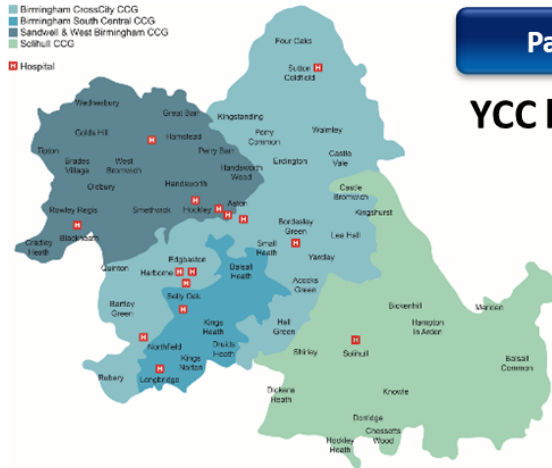 Birmingham CrossCity CCG
Birmingham South Central CCG
Sandwell & West Birmingham CCG
Solihull CCG
H Hospital
Pa
YCC
Four Oaks
Sutton
Coldfield
Wednesbury
Great Barr
Kingstanding
Golds Hill
Hamstead
Perry
Common
Walmley
Tipton
Perry Barr
Brades
Village
West
Bromwich
Handsworth
Wood
Erdington
Castle
Vale
Oldbury
Handsworth
Castle
Bromwich
Rowley Regis
Smethwick
Hockley
Aston
Kingshurst
Blackheath
Bordesley
Green
Lea Hall
Cradley
Heath
Small
Heath
Yardley
Quinton
Edgbaston
Harborne
Balsall
Heath
Acocks
Green
Selly Oak
Bartley
Green
Bickenhill
Meriden
Kings
Heath
Hall
Green
Hampton
in Arden
Northfield
Druids
Heath
Shirley
Solihull
Balsall
Common
Kings
Norton
Rubery
Longbridge
Dickens
Heath
Knowle
Dorridge
Hockley
Heath
Chessetts
Wood